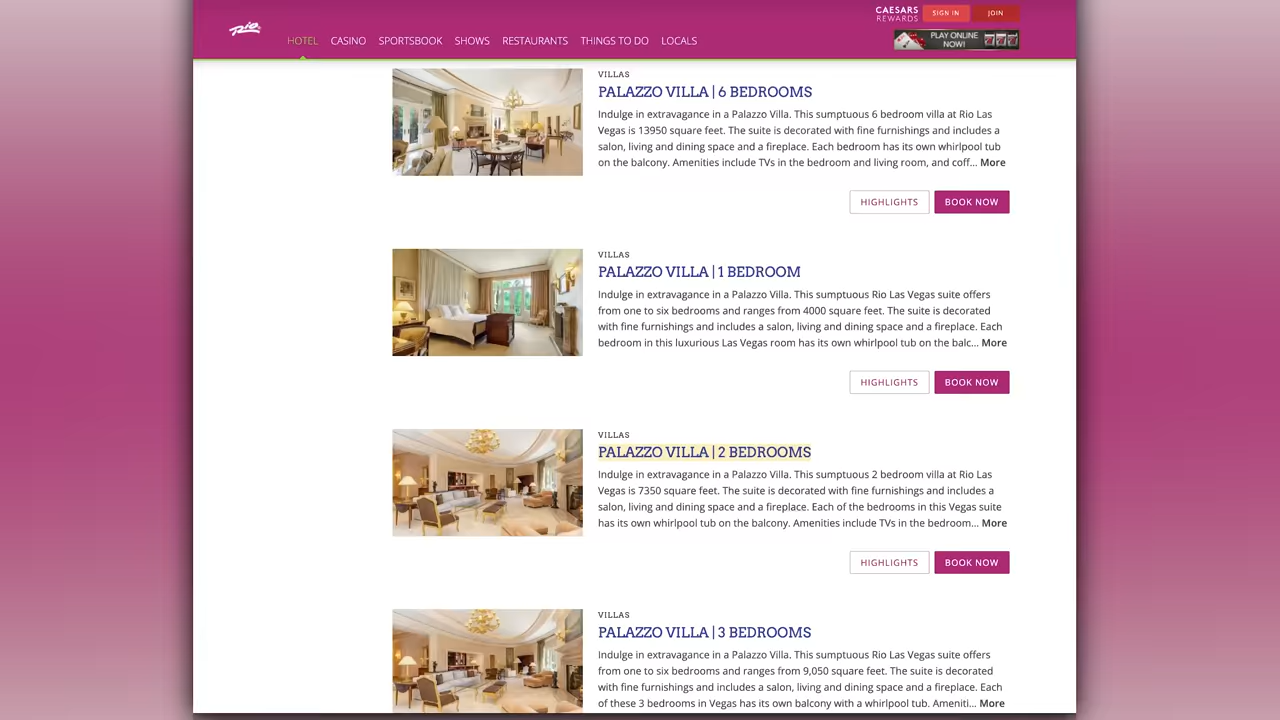 Rio
CAESARS
REWARDS
SIGN IN
JOIN
HOTEL CASINO SPORTSBOOK SHOWS RESTAURANTS THINGS TO DO LOCALS
PLAY ONLINE
NOW!
VILLAS
PALAZZO VILLA | 6 BEDROOMS
Indulge in extravagance in a Palazzo Villa. This sumptuous 6 bedroom villa at Rio Las
Vegas is 13950 square feet. The suite is decorated with fine furnishings and includes a
salon, living and dining space and a fireplace. Each bedroom has its own whirlpool tub
on the balcony. Amenities include TVs in the bedroom and living room, and coff... More
HIGHLIGHTS BOOK NOW
VILLAS
PALAZZO VILLA | 1 BEDROOM
Indulge in extravagance in a Palazzo Villa. This sumptuous Rio Las Vegas suite offers
from one to six bedrooms and ranges from 4000 square feet. The suite is decorated
with fine furnishings and includes a salon, living and dining space and a fireplace. Each
bedroom in this luxurious Las Vegas room has its own whirlpool tub on the balc... More
HIGHLIGHTS BOOK NOW
VILLAS
PALAZZO VILLA | 2 BEDROOMS
Indulge in extravagance in a Palazzo Villa. This sumptuous 2 bedroom villa at Rio Las
Vegas is 7350 square feet. The suite is decorated with fine furnishings and includes a
salon, living and dining space and a fireplace. Each of the bedrooms in this Vegas suite
has its own whirlpool tub on the balcony. Amenities include TVs in the bedroom... More
HIGHLIGHTS BOOK NOW
VILLAS
PALAZZO VILLA | 3 BEDROOMS
Indulge in extravagance in a Palazzo Villa. This sumptuous Rio Las Vegas suite offers
from one to six bedrooms and ranges from 9,050 square feet. The suite is decorated
with fine furnishings and includes a salon, living and dining space and a fireplace. Each
of these 3 bedrooms in Vegas has its own balcony with a whirlpool tub. Ameniti... More